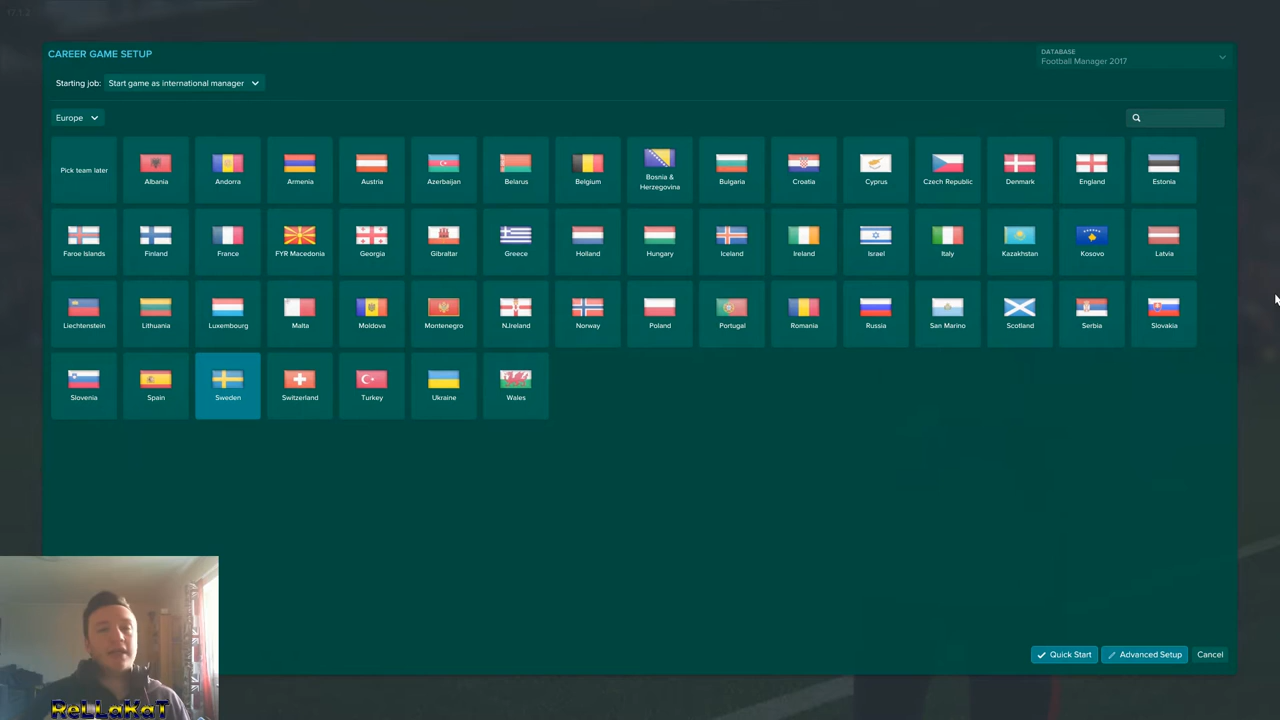 17.1.2
CAREER GAME SETUP
DATABASE
Football Manager 2017
Starting job: Start game as international manager
Europe
Pick team later
Albania
Andorra
Armenia
Austria
Azerbaijan
Belarus
Belgium
Bosnia &
Herzegovina
Bulgaria
Croatia
Cyprus
Czech Republic
Denmark
England
Estonia
Faroe Islands
Finland
France
FYR Macedonia
Georgia
Gibraltar
Greece
Holland
Hungary
Iceland
Ireland
Israel
Italy
Kazakhstan
Kosovo
Latvia
Liechtenstein
Lithuania
Luxembourg
Malta
Moldova
Montenegro
N.Ireland
Norway
Poland
Portugal
Romania
Russia
San Marino
Scotland
Serbia
Slovakia
Slovenia
Spain
Sweden
Switzerland
Turkey
Ukraine
Wales
Quick Start
Advanced Setup
Cancel
ReLLaKaT